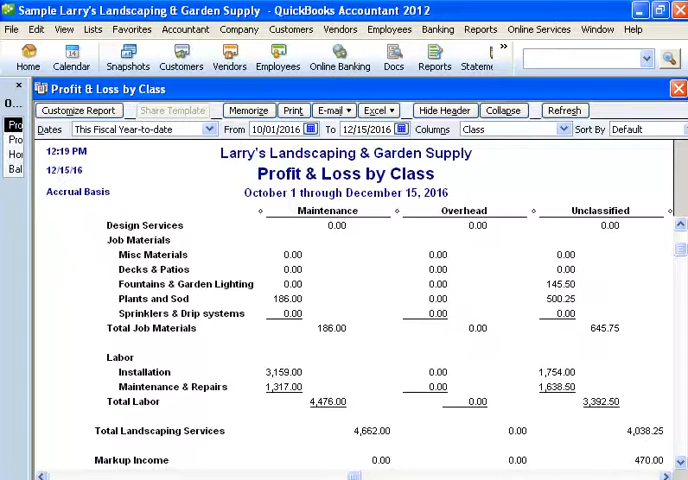 Sample Larry's Landscaping & Garden Supply - QuickBooks Accountant 2012
File Edit View Lists Favorites Accountant Company Customers Vendors Employees Banking Reports Online Services Window Help
Home Calendar Snapshots Customers Vendors Employees Online Banking Docs Reports Stateme
Profit & Loss by Class
O...
Customize Report Share Template Memorize Print E-mail Excel Hide Header Collapse Refresh
Pro
Dates This Fiscal Year-to-date From 10/01/2016 To 12/15/2016 Columns Class Sort By Default
Pro
Hor
Bal
12:19 PM Larry's Landscaping & Garden Supply
12/15/16 Profit & Loss by Class
Accrual Basis October 1 through December 15, 2016
Maintenance Overhead Unclassified
Design Services 0.00 0.00 0.00
Job Materials
Misc Materials 0.00 0.00 0.00
Decks & Patios 0.00 0.00 0.00
Fountains & Garden Lighting 0.00 0.00 145.50
Plants and Sod 186.00 0.00 500.25
Sprinklers & Drip systems 0.00 0.00 0.00
Total Job Materials 186.00 0.00 645.75
Labor
Installation 3,159.00 0.00 1,754.00
Maintenance & Repairs 1,317.00 0.00 1,638.50
Total Labor 4,476.00 0.00 3,392.50
Total Landscaping Services 4,662.00 0.00 4,038.25
Markup Income 0.00 0.00 470.00